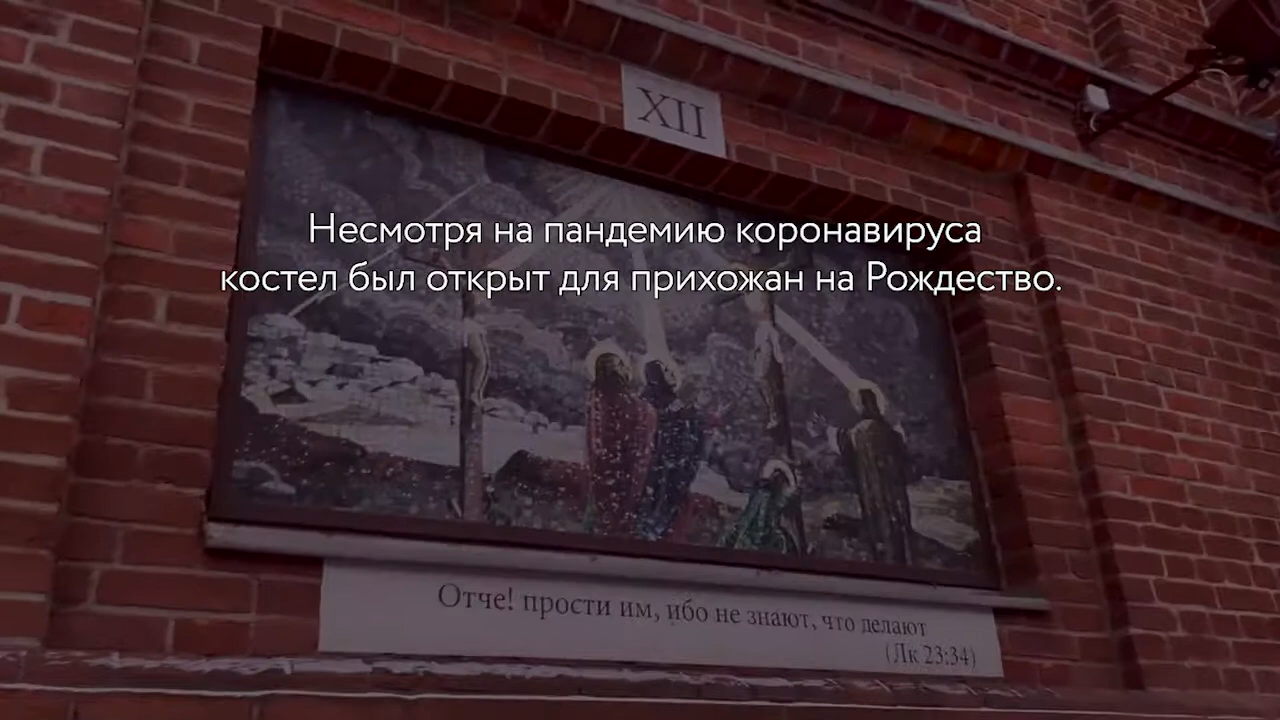 XII
Несмотря на пандемию коронавируса
костел был открыт для прихожан на Рождество.
Отче! прости им, ибо не знают, что делают
(Лк 23:34)